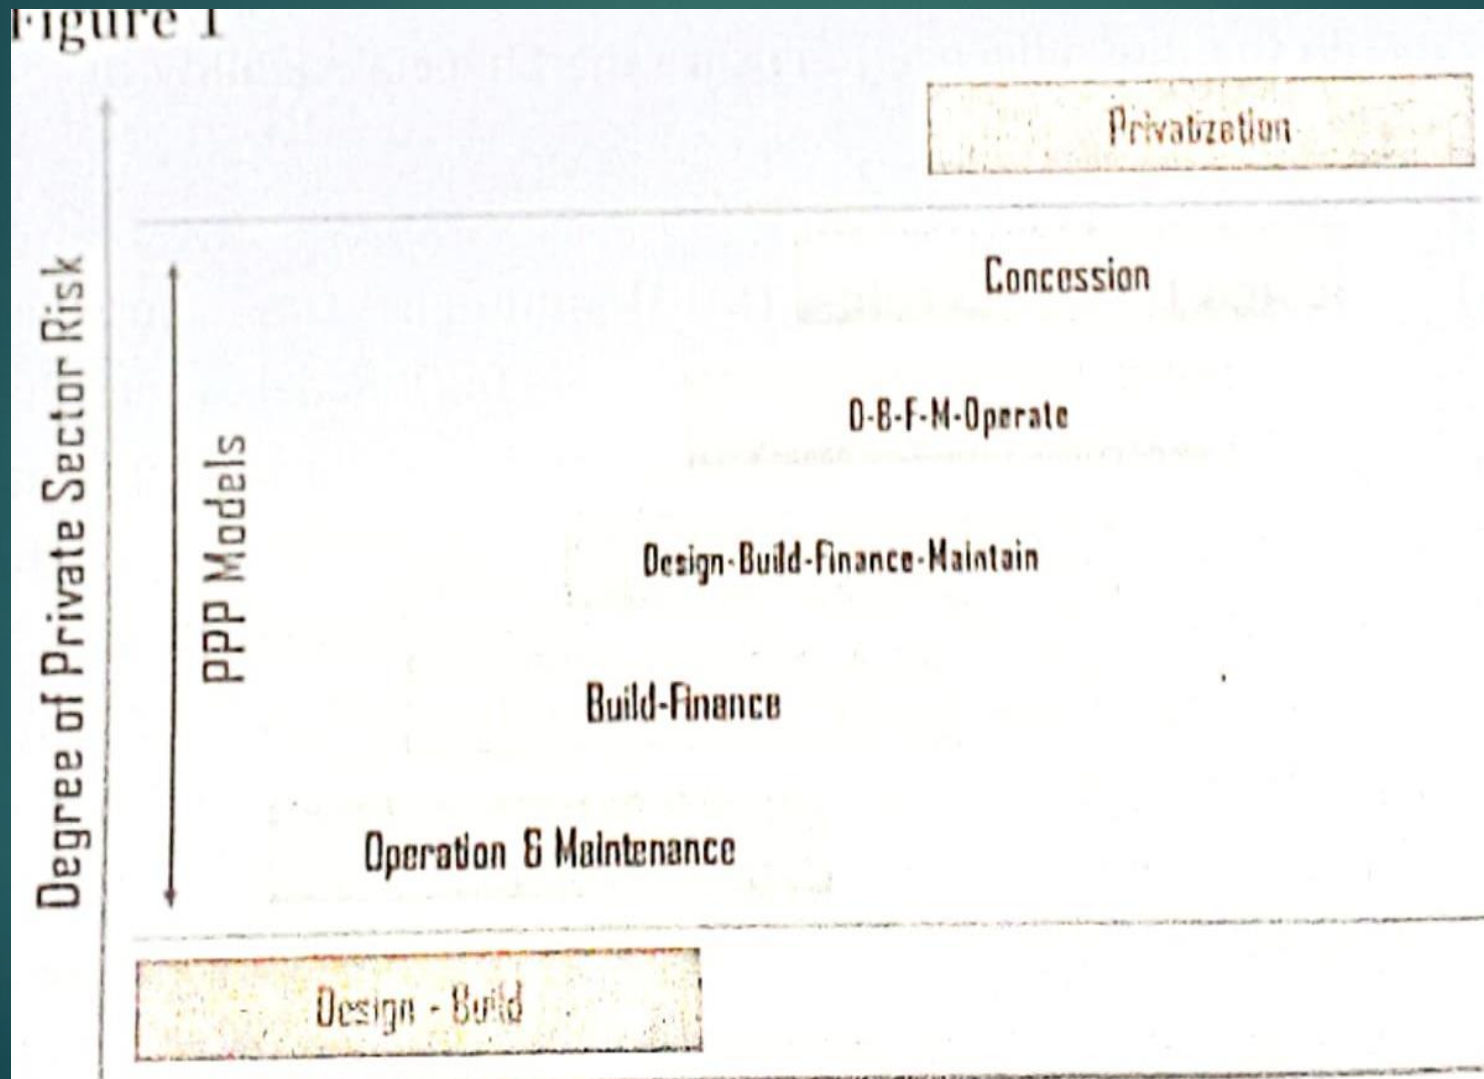 Figure 1
Privatization
Concession
D-B-F-M-Operate
Design-Build-Finance-Maintain
Build-Finance
Operation & Maintenance
Design - Build
Degree of Private Sector Risk
PPP Models